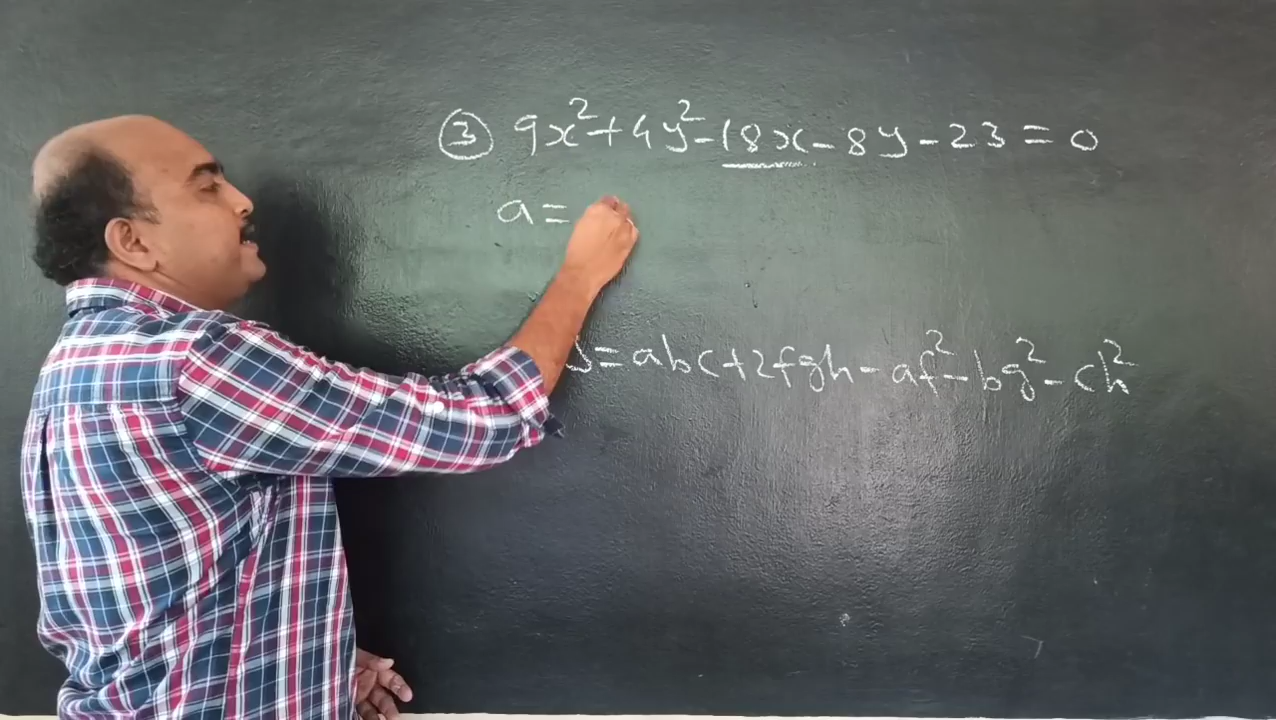 ③ 9x²+4y²-18x-8y-23=0
a=
=abc+2fgh-af²-bg²-ch²